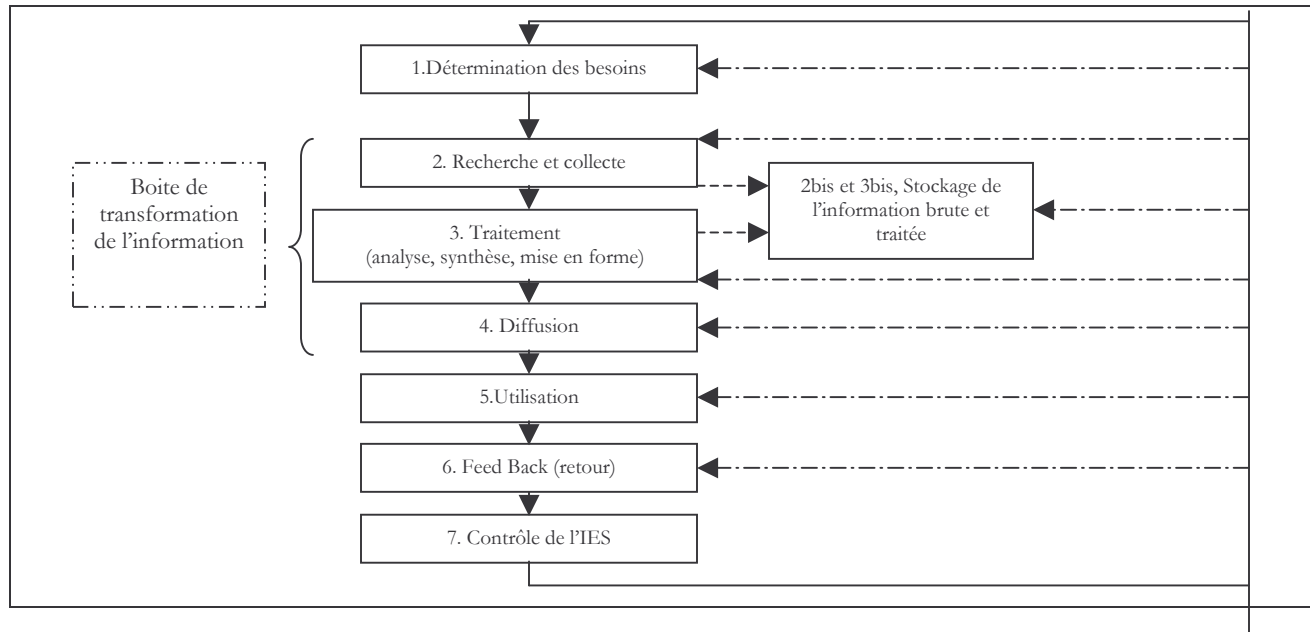 1.Détermination des besoins
Boite de
transformation
de l'information
2. Recherche et collecte
2bis et 3bis, Stockage de
l'information brute et
traitée
3. Traitement
(analyse, synthèse, mise en forme)
4. Diffusion
5.Utilisation
6. Feed Back (retour)
7. Contrôle de l'IES